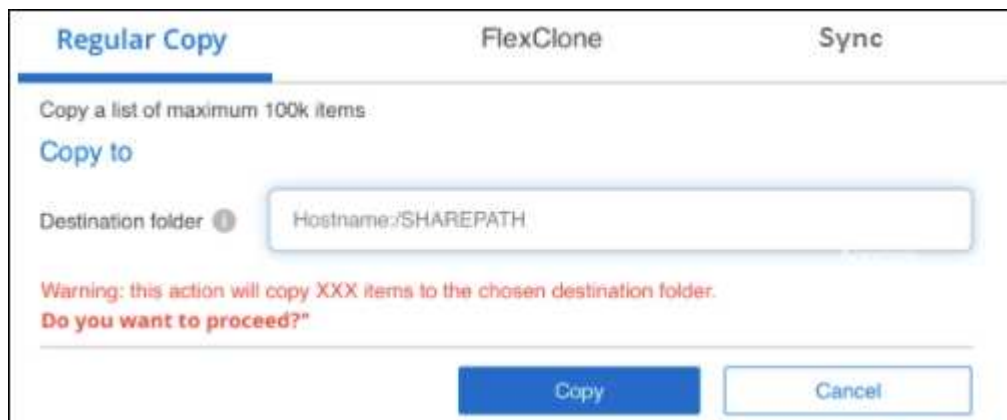 Regular Copy FlexClone Sync
Copy a list of maximum 100k items
Copy to
Destination folder i Hostname:/SHAREPATH
Warning: this action will copy XXX items to the chosen destination folder.
Do you want to proceed?"
Copy Cancel